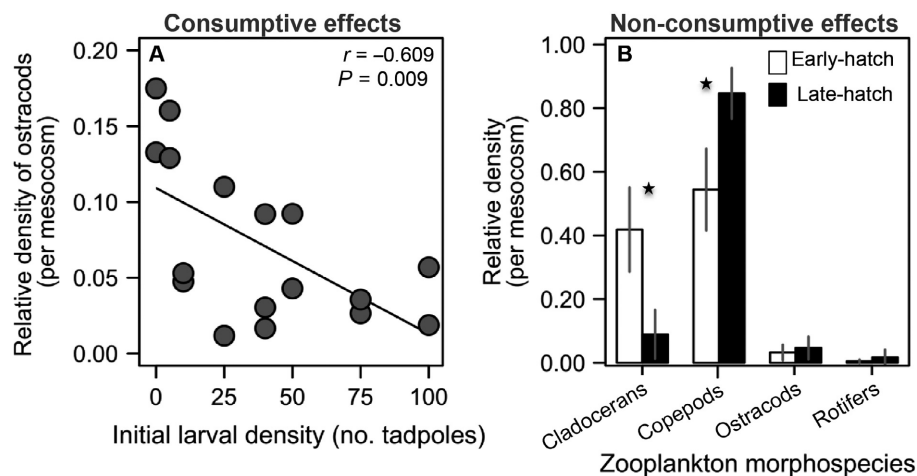 Consumptive effects
A
r = –0.609
P = 0.009
0.20
0.15
0.10
0.05
0.00
Relative density of ostracods
(per mesocosm)
0 25 50 75 100
Initial larval density (no. tadpoles)
Non-consumptive effects
B
Early-hatch
Late-hatch
1.00
0.80
0.60
0.40
0.20
0.00
Relative density
(per mesocosm)
Cladocerans
Copepods
Ostracods
Rotifers
Zooplankton morphospecies